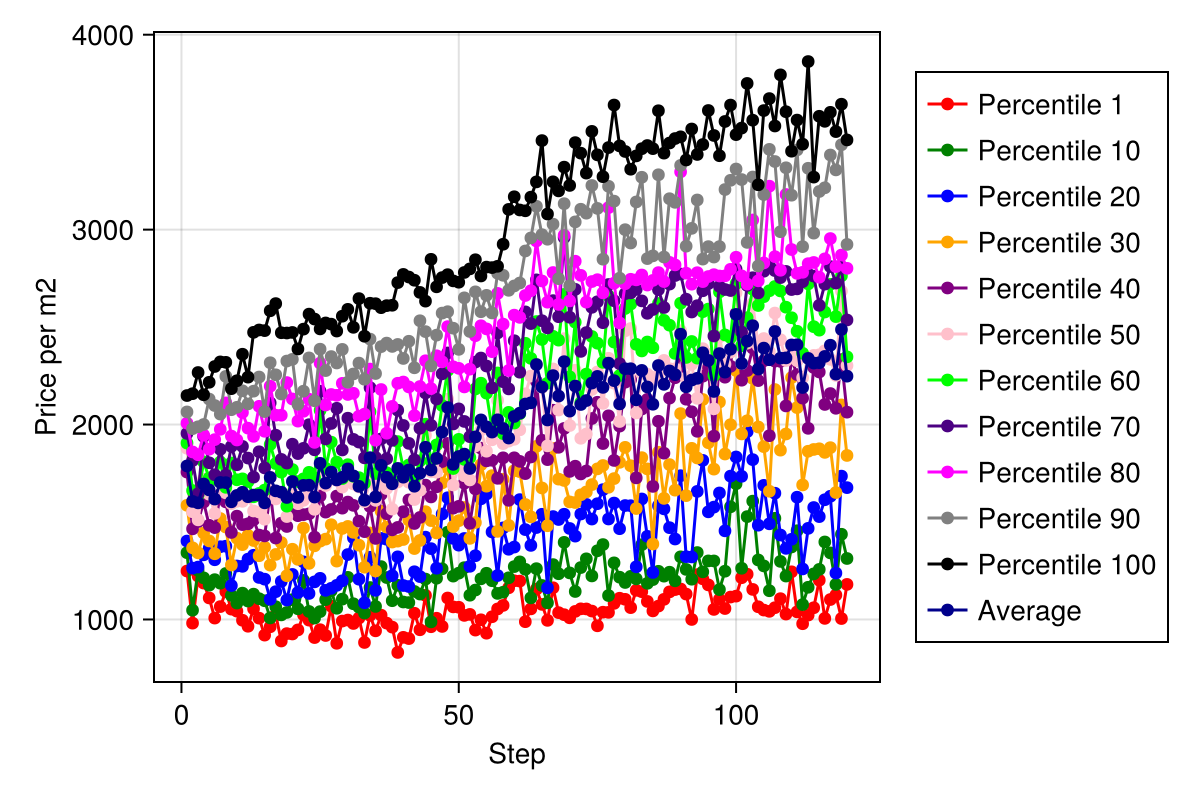 4000
3000
2000
1000
Price per m2
0
50
100
Step
Percentile 1
Percentile 10
Percentile 20
Percentile 30
Percentile 40
Percentile 50
Percentile 60
Percentile 70
Percentile 80
Percentile 90
Percentile 100
Average